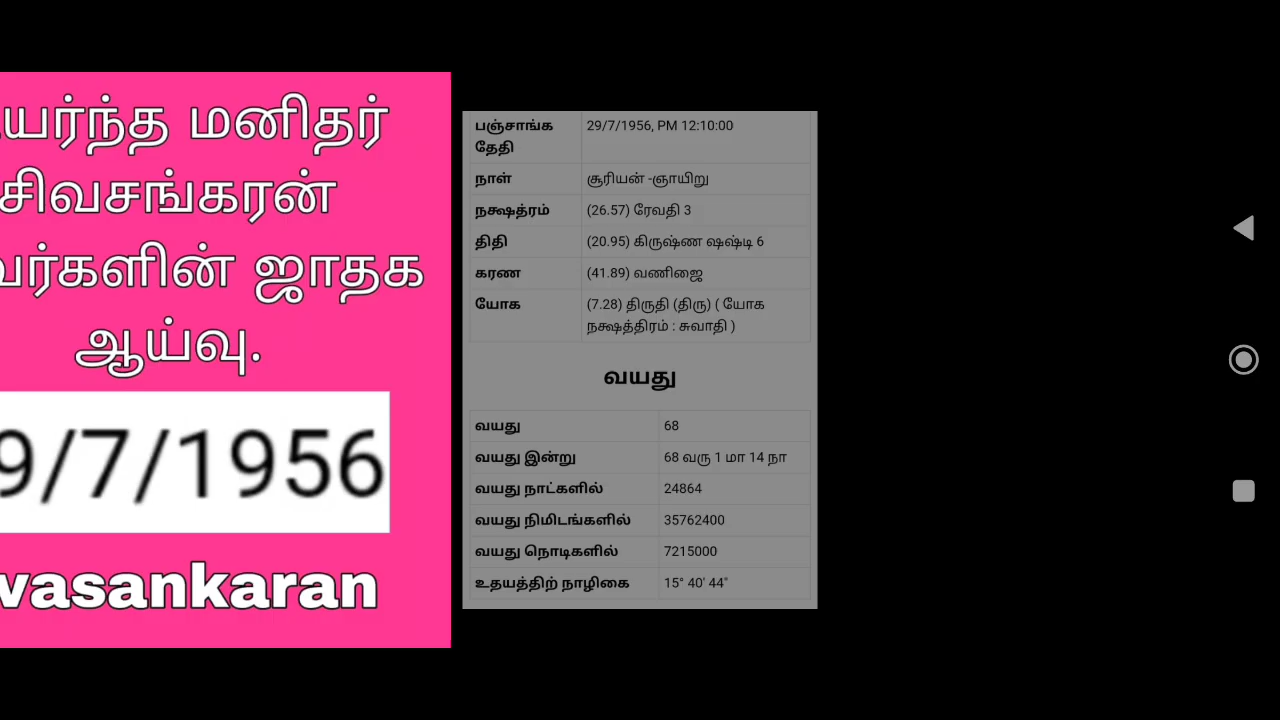 யர்ந்த மனிதர்
சிவசங்கரன்
வர்களின் ஜாதக
ஆய்வு.
9/7/1956
vasankaran
பஞ்சாங்க தேதி 29/7/1956, PM 12:10:00
நாள் சூரியன் -ஞாயிறு
நக்ஷத்ரம் (26.57) ரேவதி 3
திதி (20.95) கிருஷ்ண ஷஷ்டி 6
கரண (41.89) வணிஜை
யோக (7.28) திருதி (திரு) ( யோக
நக்ஷத்திரம் : சுவாதி )
வயது
வயது 68
வயது இன்று 68 வரு 1 மா 14 நா
வயது நாட்களில் 24864
வயது நிமிடங்களில் 35762400
வயது நொடிகளில் 7215000
உதயத்திற் நாழிகை 15° 40' 44"